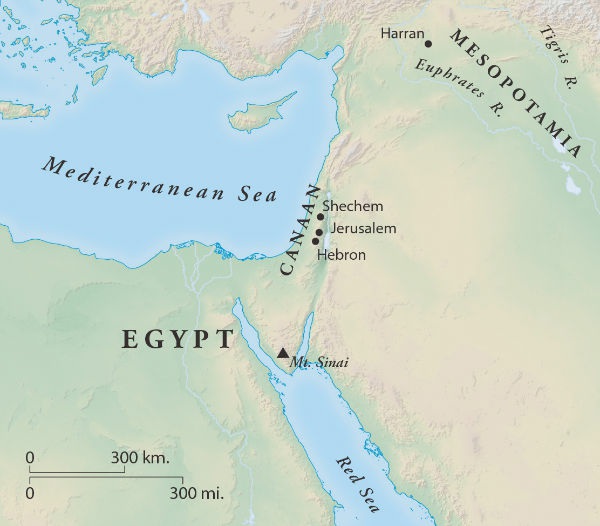 Harran
MESOPOTAMIA
Tigris R.
Euphrates R.
Mediterranean Sea
CANAAN
Shechem
Jerusalem
Hebron
EGYPT
Mt. Sinai
Red Sea
0 300 km.
0 300 mi.